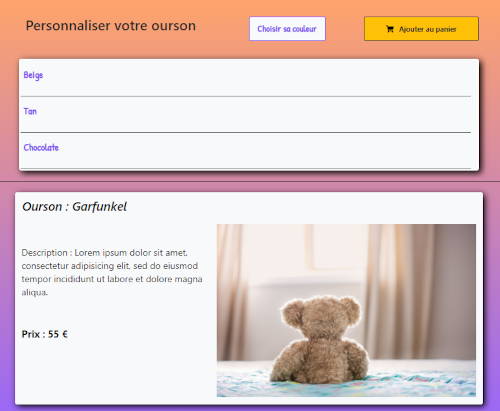 Personnaliser votre ourson
Choisir sa couleur
Ajouter au panier
Beige
Tan
Chocolate
Ourson : Garfunkel
Description : Lorem ipsum dolor sit amet,
consectetur adipisicing elit, sed do eiusmod
tempor incididunt ut labore et dolore magna
aliqua.
Prix : 55 €